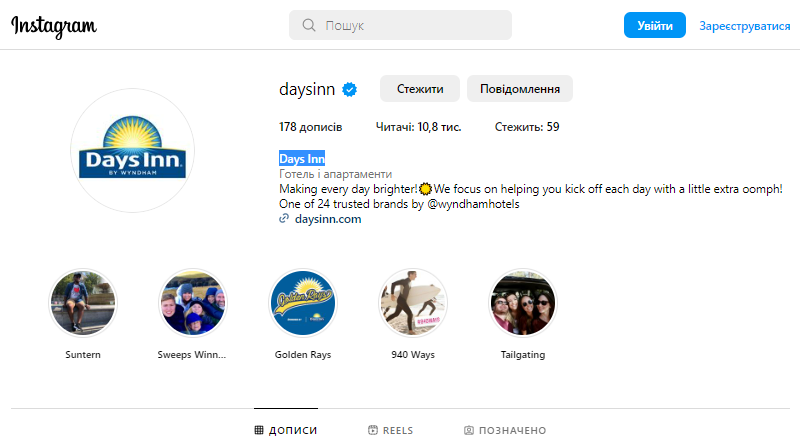 Instagram
Пошук
Увійти
Зареєструватися
daysinn
Стежити
Повідомлення
178 дописів
Читачі: 10,8 тис.
Стежить: 59
Days Inn
Готель і апартаменти
Making every day brighter!🌞We focus on helping you kick off each day with a little extra oomph!
One of 24 trusted brands by @wyndhamhotels
daysinn.com
Days Inn
BY WYNDHAM
Golden Rays
Suntern
Sweeps Winn...
Golden Rays
940 Ways
Tailgating
ДОПИСИ
REELS
ПОЗНАЧЕНО